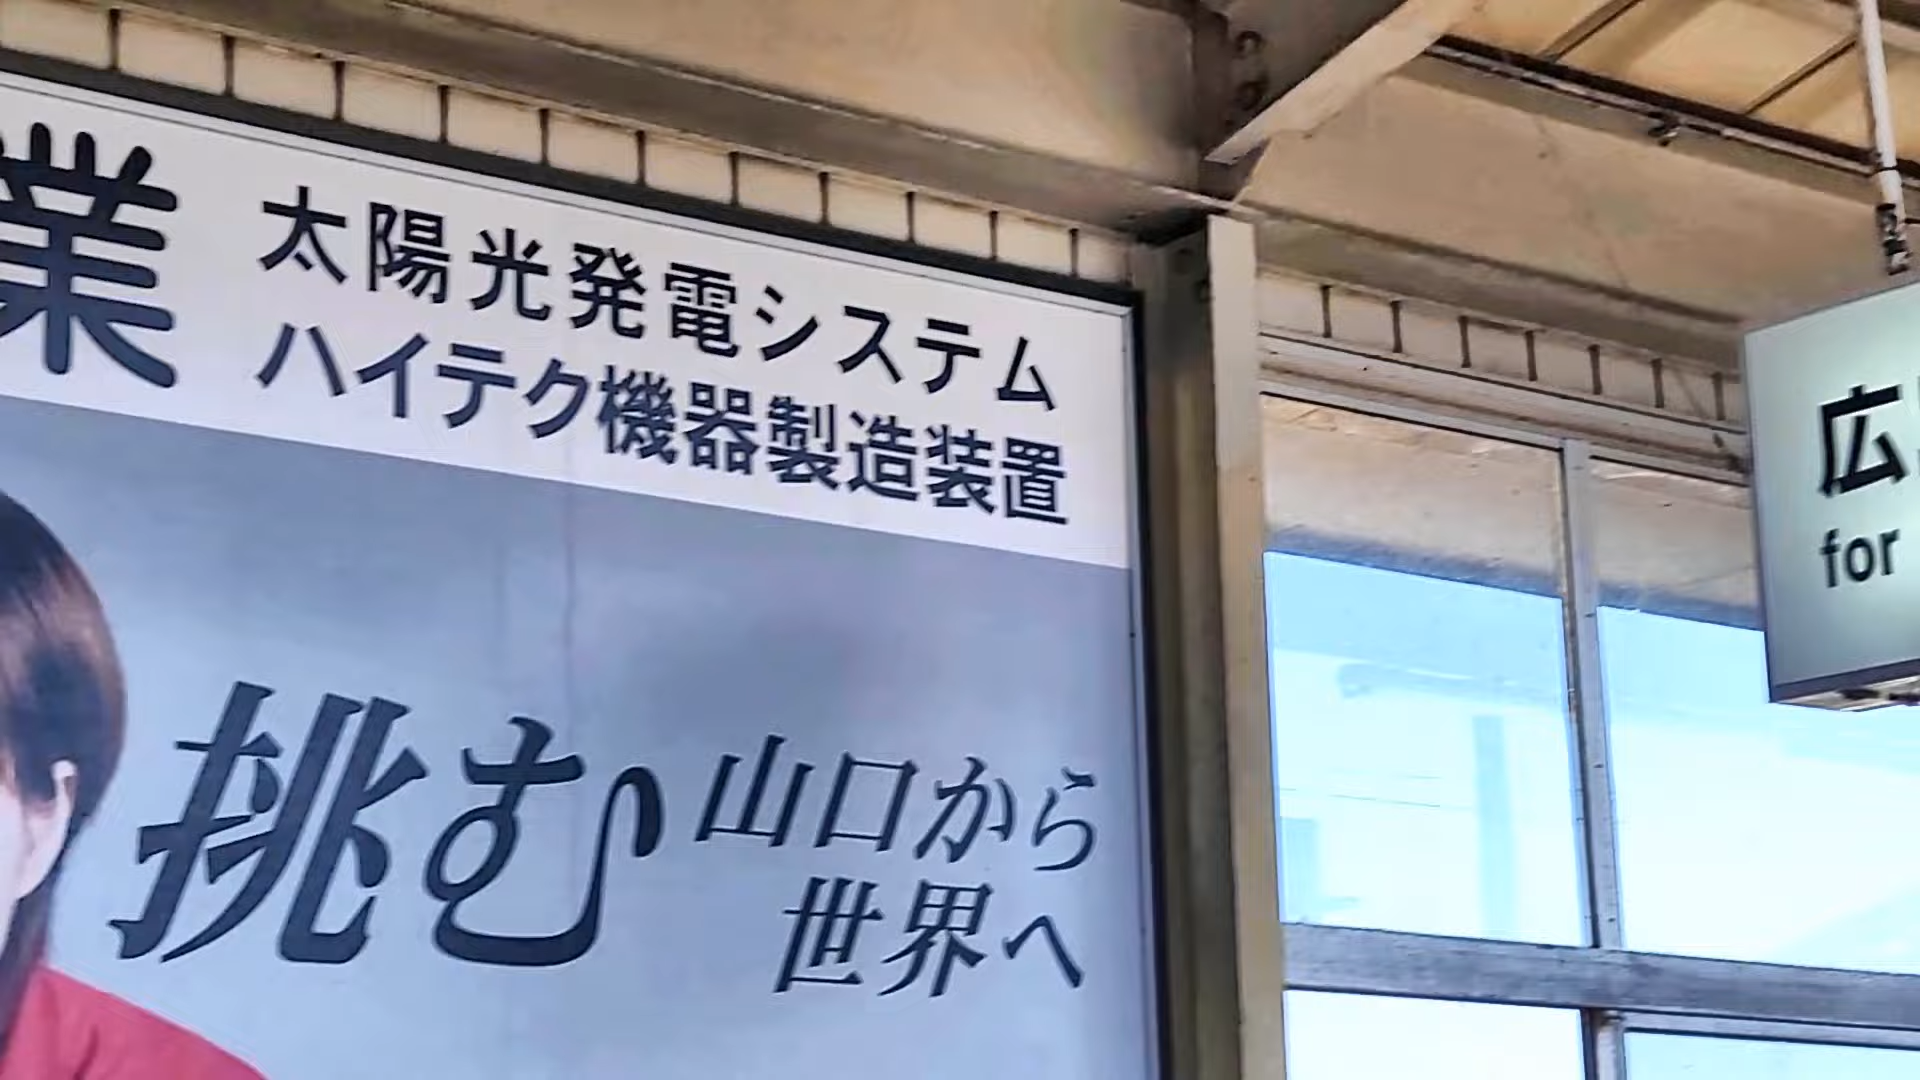 業
太陽光発電システム
ハイテク機器製造装置
挑む 山口から
世界へ
広
for